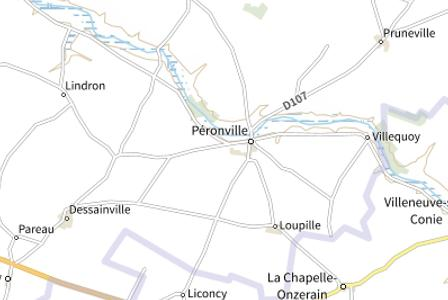 Pruneville
Lindron
D107
Péronville
Villequoy
Villeneuve-s
Conie
Dessainville
Loupille
Pareau
La Chapelle-
Onzerain
Liconcy